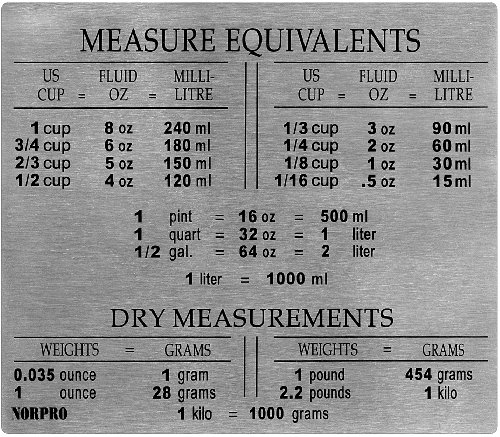 MEASURE EQUIVALENTS
US FLUID MILLI- US FLUID MILLI-
CUP = OZ = LITRE CUP = OZ = LITRE
1 cup 8 oz 240 ml 1/3 cup 3 oz 90 ml
3/4 cup 6 oz 180 ml 1/4 cup 2 oz 60 ml
2/3 cup 5 oz 150 ml 1/8 cup 1 oz 30 ml
1/2 cup 4 oz 120 ml 1/16 cup .5 oz 15 ml
1 pint = 16 oz = 500 ml
1 quart = 32 oz = 1 liter
1/2 gal. = 64 oz = 2 liter
1 liter = 1000 ml
DRY MEASUREMENTS
WEIGHTS = GRAMS WEIGHTS = GRAMS
0.035 ounce 1 gram 1 pound 454 grams
1 ounce 28 grams 2.2 pounds 1 kilo
NORPRO 1 kilo = 1000 grams